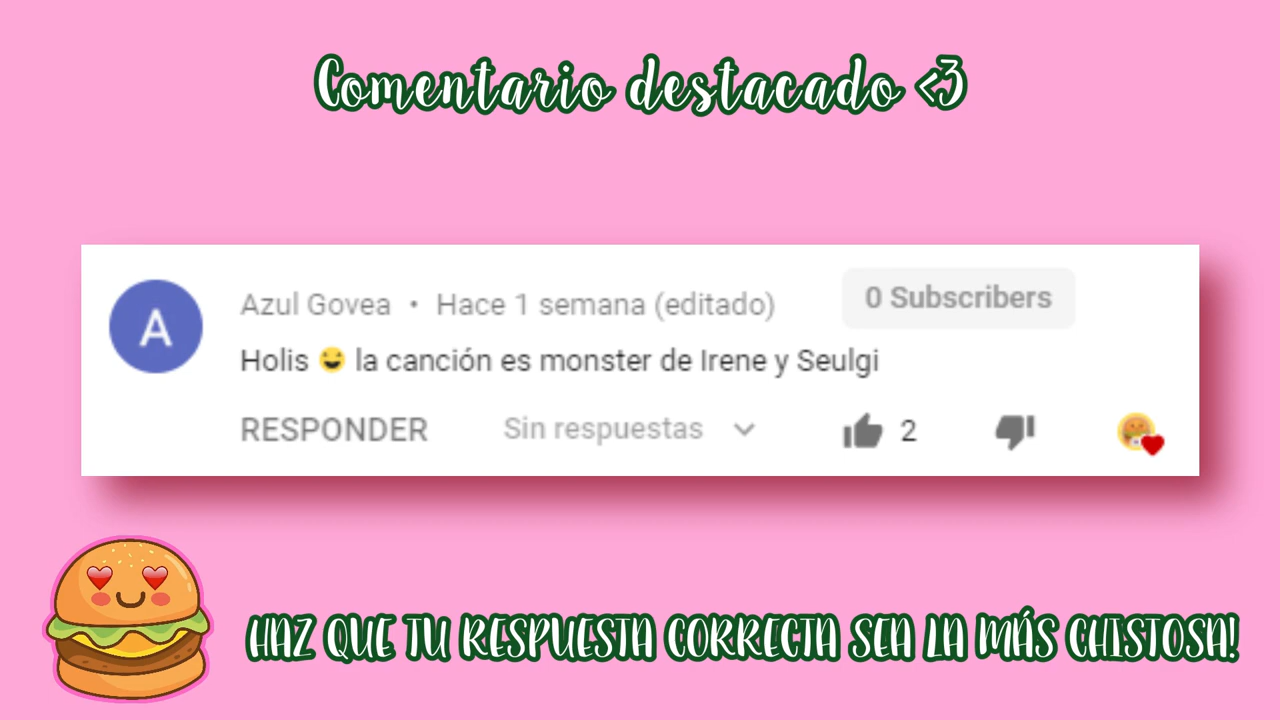 Comentario destacado <3
A
Azul Govea • Hace 1 semana (editado)
0 Subscribers
Holis 😄 la canción es monster de Irene y Seulgi
RESPONDER
Sin respuestas
2
HAZ QUE TU RESPUESTA CORRECTA SEA LA MÁS CHISTOSA!